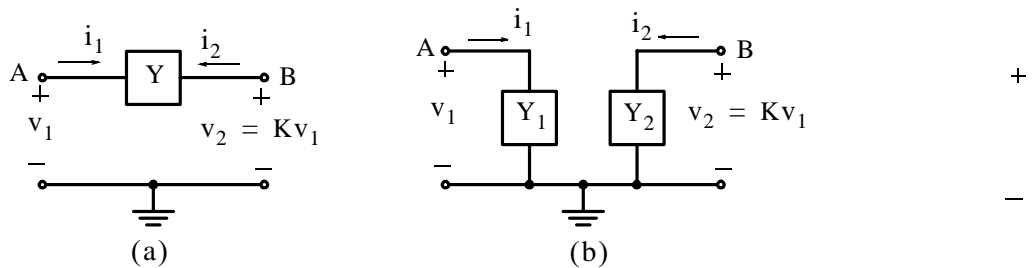 i₁ i₂
A Y B
+ +
v₁ v₂ = Kv₁
− −
(a)
i₁ i₂
A B
+ +
v₁ Y₁ Y₂ v₂ = Kv₁
− −
(b)
+
−